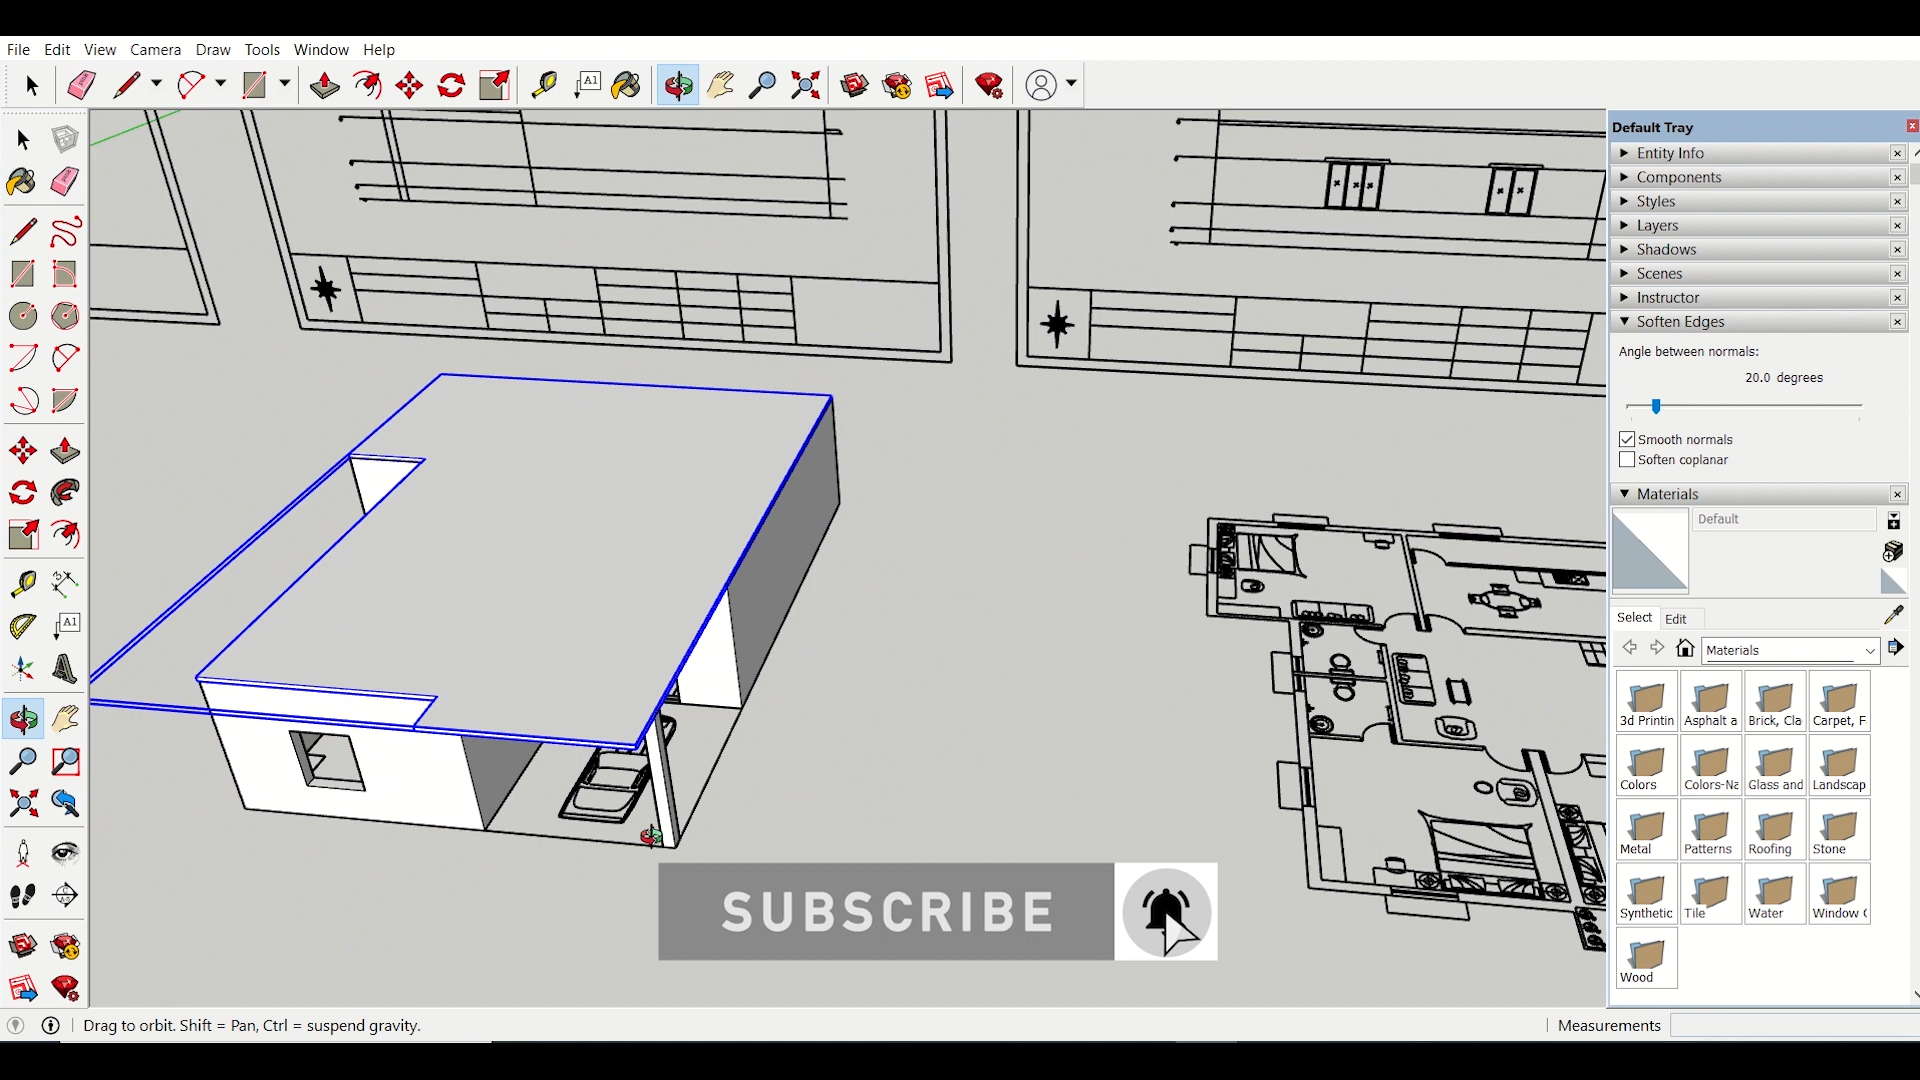 File Edit View Camera Draw Tools Window Help
A1
Default Tray
Entity Info
Components
Styles
Layers
Shadows
Scenes
Instructor
Soften Edges
Angle between normals:
20.0 degrees
Smooth normals
Soften coplanar
Materials
Default
Select Edit
Materials
3d Printin Asphalt a Brick, Cla Carpet, F
Colors Colors-Na Glass and Landscap
Metal Patterns Roofing Stone
Synthetic Tile Water Window C
Wood
A1
SUBSCRIBE
Drag to orbit. Shift = Pan, Ctrl = suspend gravity.
Measurements